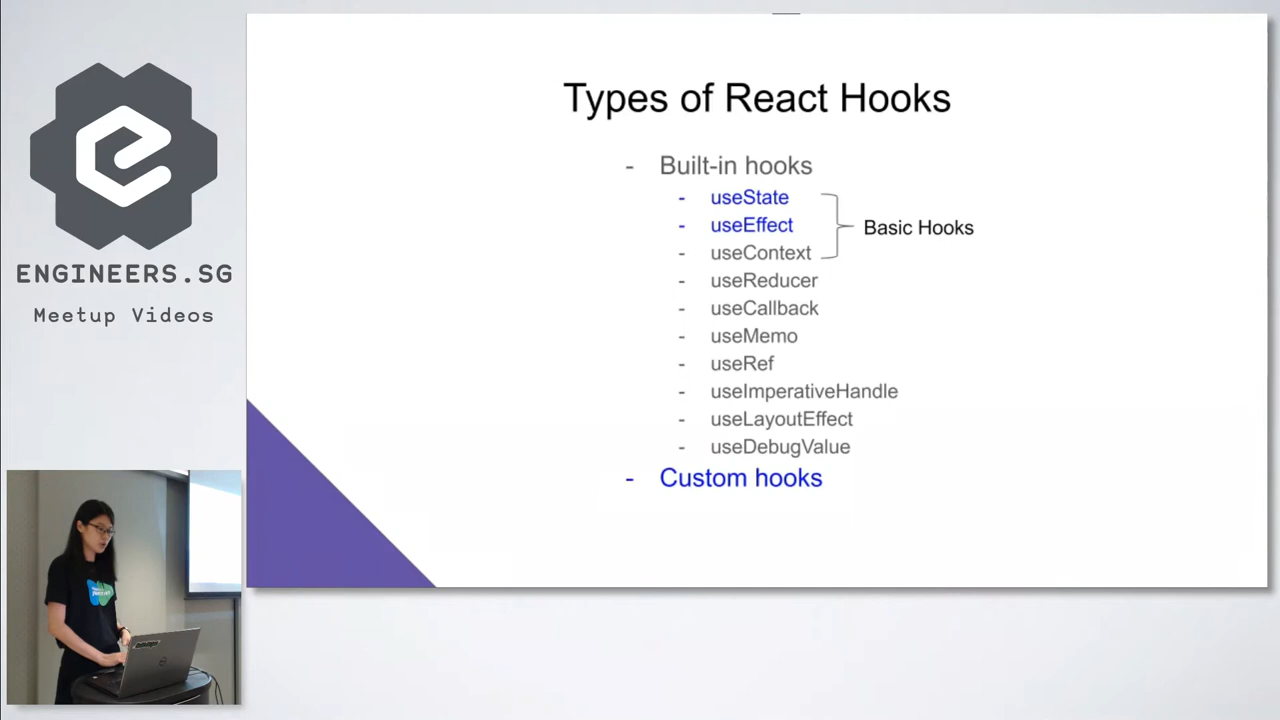 ENGINEERS.SG
Meetup Videos
Types of React Hooks
- Built-in hooks
- useState
- useEffect
- useContext
Basic Hooks
- useReducer
- useCallback
- useMemo
- useRef
- useImperativeHandle
- useLayoutEffect
- useDebugValue
- Custom hooks